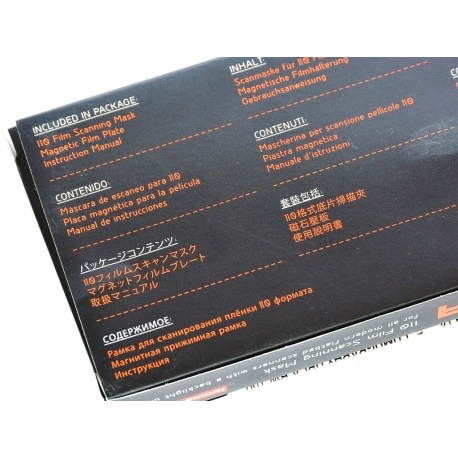 INCLUDED IN PACKAGE:
110 Film Scanning Mask
Magnetic Film Plate
Instruction Manual
CONTENIDO:
Máscara de escaneo para 110
Placa magnética para la película
Manual de instrucciones
パッケージコンテンツ:
110フィルムスキャンマスク
マグネットフィルムプレート
取扱マニュアル
СОДЕРЖИМОЕ:
Рамка для сканирования плёнки 110 формата
Магнитная прижимная рамка
Инструкция
INHALT:
Scanmaske für 110
Magnetische Filmhalterung
Gebrauchsanweisung
CONTENUTI:
Mascherina per scansione pellicole 110
Piastra magnetica
Manuale d'istruzioni
套裝包括:
110格式底片掃描夾
磁石壓板
使用說明書
110 Film Scanning Mask
for all modern flatbed scanners with a backlight